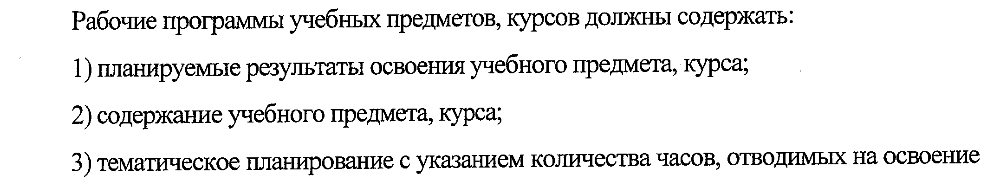 Рабочие программы учебных предметов, курсов должны содержать:
1) планируемые результаты освоения учебного предмета, курса;
2) содержание учебного предмета, курса;
3) тематическое планирование с указанием количества часов, отводимых на освоение